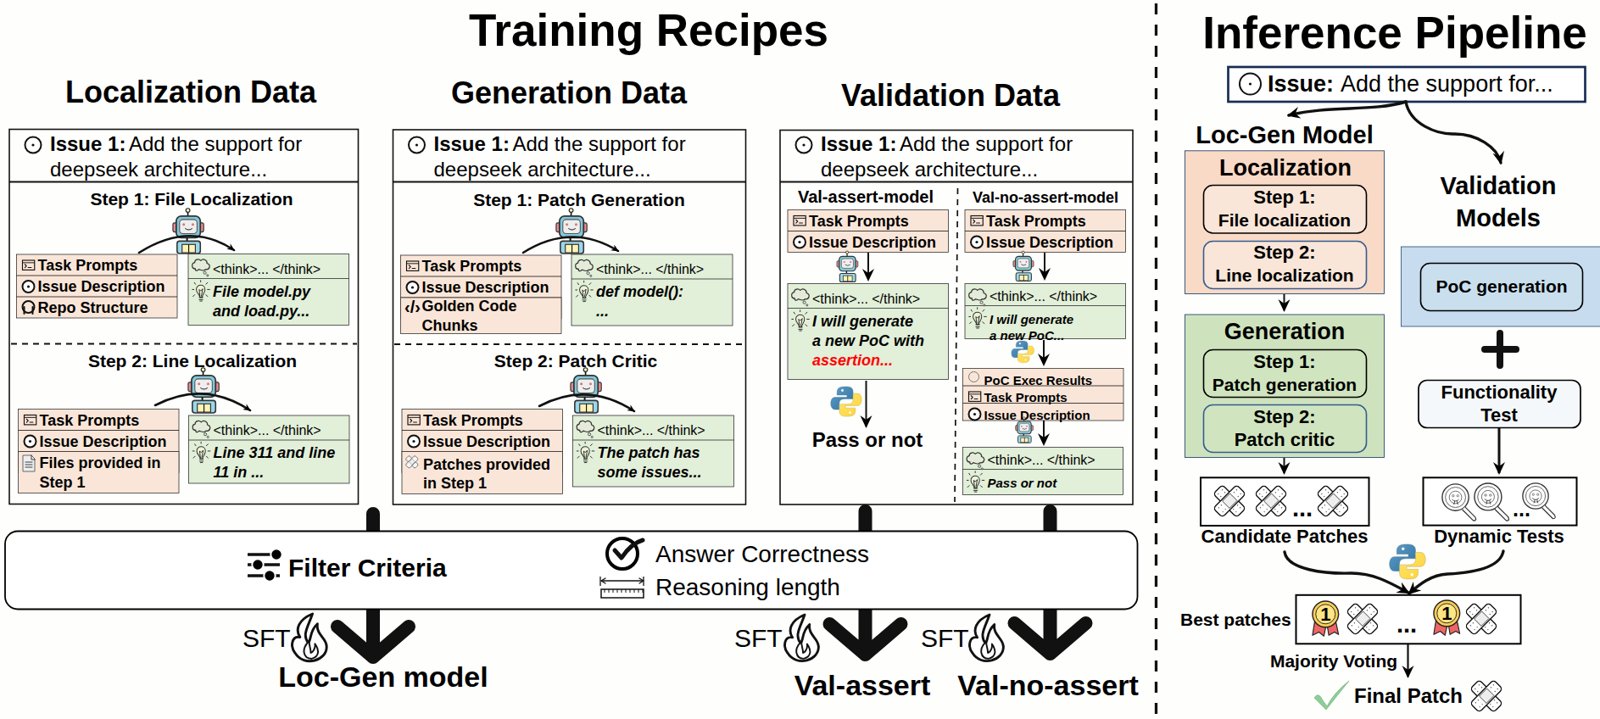 Training Recipes
Localization Data
Issue 1: Add the support for
deepseek architecture...
Step 1: File Localization
Task Prompts
Issue Description
Repo Structure
<think>... </think>
File model.py
and load.py...
Step 2: Line Localization
Task Prompts
Issue Description
Files provided in
Step 1
<think>... </think>
Line 311 and line
11 in ...
Generation Data
Issue 1: Add the support for
deepseek architecture...
Step 1: Patch Generation
Task Prompts
Issue Description
Golden Code
Chunks
<think>... </think>
def model():
...
Step 2: Patch Critic
Task Prompts
Issue Description
Patches provided
in Step 1
<think>... </think>
The patch has
some issues...
Validation Data
Issue 1: Add the support for
deepseek architecture...
Val-assert-model
Task Prompts
Issue Description
<think>... </think>
I will generate
a new PoC with
assertion...
Pass or not
Val-no-assert-model
Task Prompts
Issue Description
<think>... </think>
I will generate
a new PoC...
PoC Exec Results
Task Prompts
Issue Description
<think>... </think>
Pass or not
Filter Criteria
Answer Correctness
Reasoning length
SFT
Loc-Gen model
SFT
Val-assert
SFT
Val-no-assert
Inference Pipeline
Issue: Add the support for...
Loc-Gen Model
Localization
Step 1:
File localization
Step 2:
Line localization
Generation
Step 1:
Patch generation
Step 2:
Patch critic
...
Candidate Patches
Validation
Models
PoC generation
Functionality
Test
...
Dynamic Tests
Best patches
1
...
1
Majority Voting
Final Patch